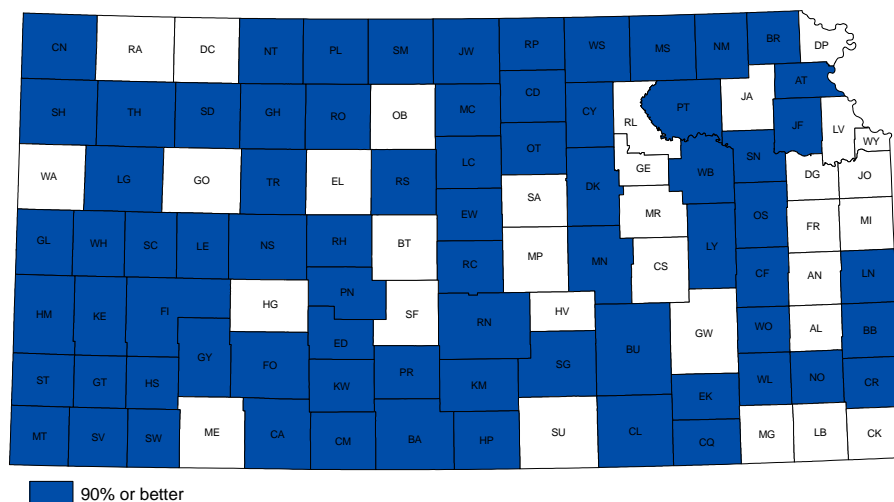 CN RA DC NT PL SM JW RP WS MS NM BR DP
SH TH SD GH RO OB MC CD CY RL PT JA AT
JF LV WY
WA LG GO TR EL RS LC OT DK GE WB SN DG JO
GL WH SC LE NS RH BT EW SA MN MR LY OS FR MI
HM KE FI HG PN SF RC MP CS CF AN LN
GY ED RN HV BU GW WO AL BB
ST GT HS FO KW PR KM SG EK WL NO CR
MT SV SW ME CA CM BA HP SU CL CQ MG LB CK
90% or better